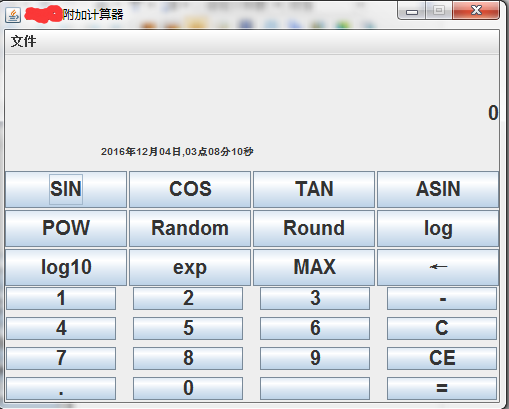 附加计算器
文件
0
2016年12月04日,03点08分10秒
SIN COS TAN ASIN
POW Random Round log
log10 exp MAX ←
1 2 3 -
4 5 6 C
7 8 9 CE
. 0 =